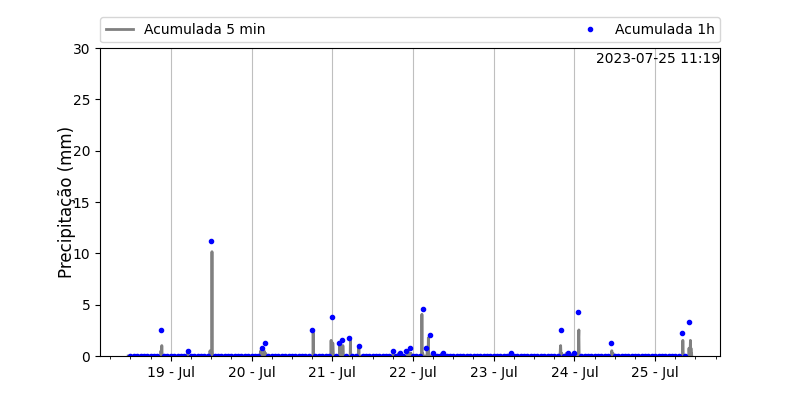 Acumulada 5 min
Acumulada 1h
2023-07-25 11:19
Precipitação (mm)
30
25
20
15
10
5
0
19 - Jul
20 - Jul
21 - Jul
22 - Jul
23 - Jul
24 - Jul
25 - Jul